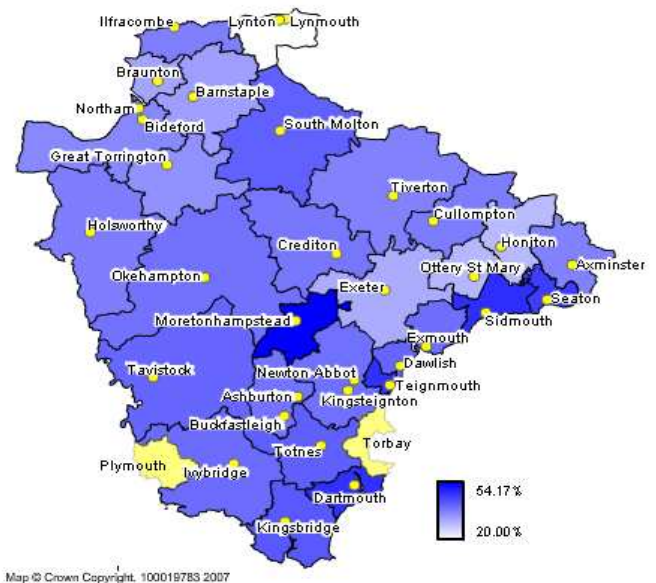 Ilfracombe
Lynton
Lynmouth
Braunton
Barnstaple
Northam
Bideford
South Molton
Great Torrington
Tiverton
Holsworthy
Cullompton
Crediton
Honiton
Okehampton
Exeter
Ottery St Mary
Axminster
Moretonhampstead
Seaton
Sidmouth
Exmouth
Tavistock
Newton Abbot
Dawlish
Ashburton
Teignmouth
Kingsteignton
Buckfastleigh
Torbay
Totnes
Plymouth
Ivybridge
Dartmouth
54.17%
Kingsbridge
20.00%
Map © Crown Copyright. 100019783 2007